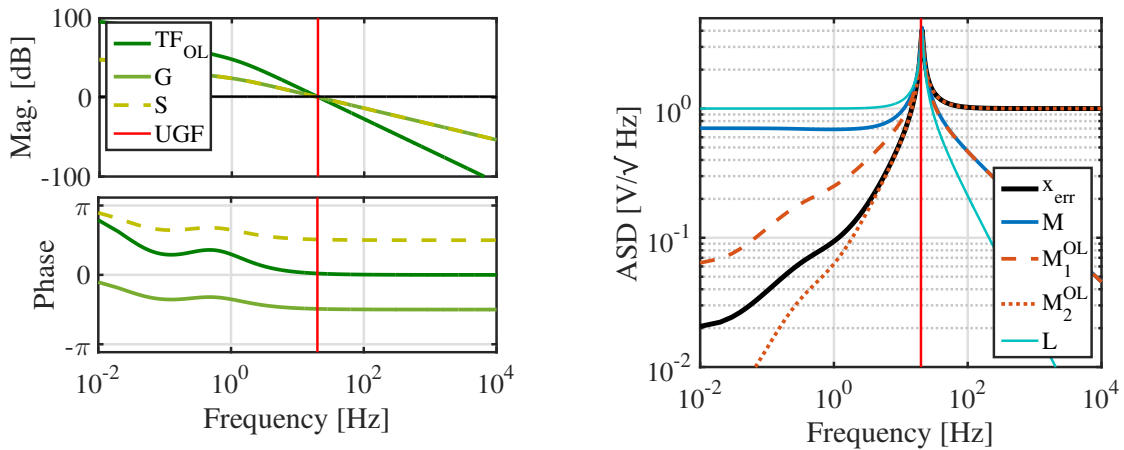 100
0
-100
Mag. [dB]
TF_OL
G
S
UGF
π
0
-π
Phase
10^-2
10^0
10^2
10^4
Frequency [Hz]
10^0
10^-1
10^-2
ASD [V/√ Hz]
x_err
M
M_1^OL
M_2^OL
L
10^-2
10^0
10^2
10^4
Frequency [Hz]